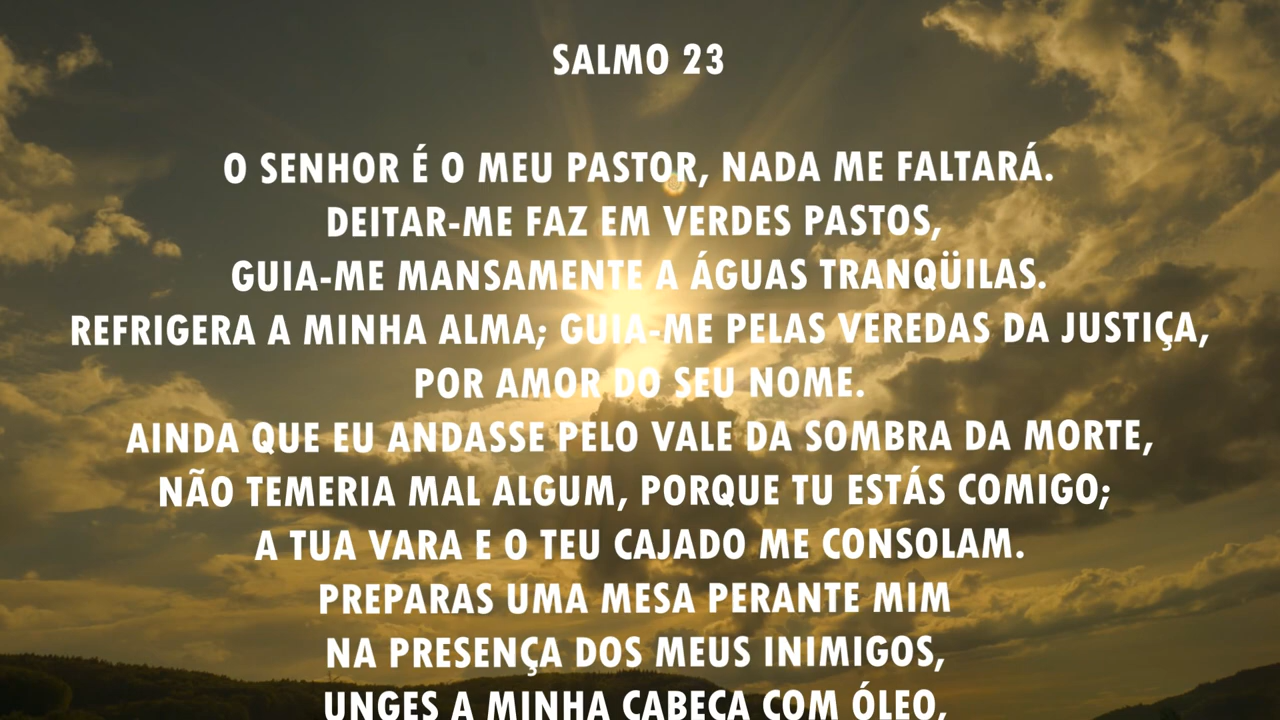 SALMO 23
O SENHOR É O MEU PASTOR, NADA ME FALTARÁ.
DEITAR-ME FAZ EM VERDES PASTOS,
GUIA-ME MANSAMENTE A ÁGUAS TRANQÜILAS.
REFRIGERA A MINHA ALMA; GUIA-ME PELAS VEREDAS DA JUSTIÇA,
POR AMOR DO SEU NOME.
AINDA QUE EU ANDASSE PELO VALE DA SOMBRA DA MORTE,
NÃO TEMERIA MAL ALGUM, PORQUE TU ESTÁS COMIGO;
A TUA VARA E O TEU CAJADO ME CONSOLAM.
PREPARAS UMA MESA PERANTE MIM
NA PRESENÇA DOS MEUS INIMIGOS,
UNGES A MINHA CABEÇA COM ÓLEO,